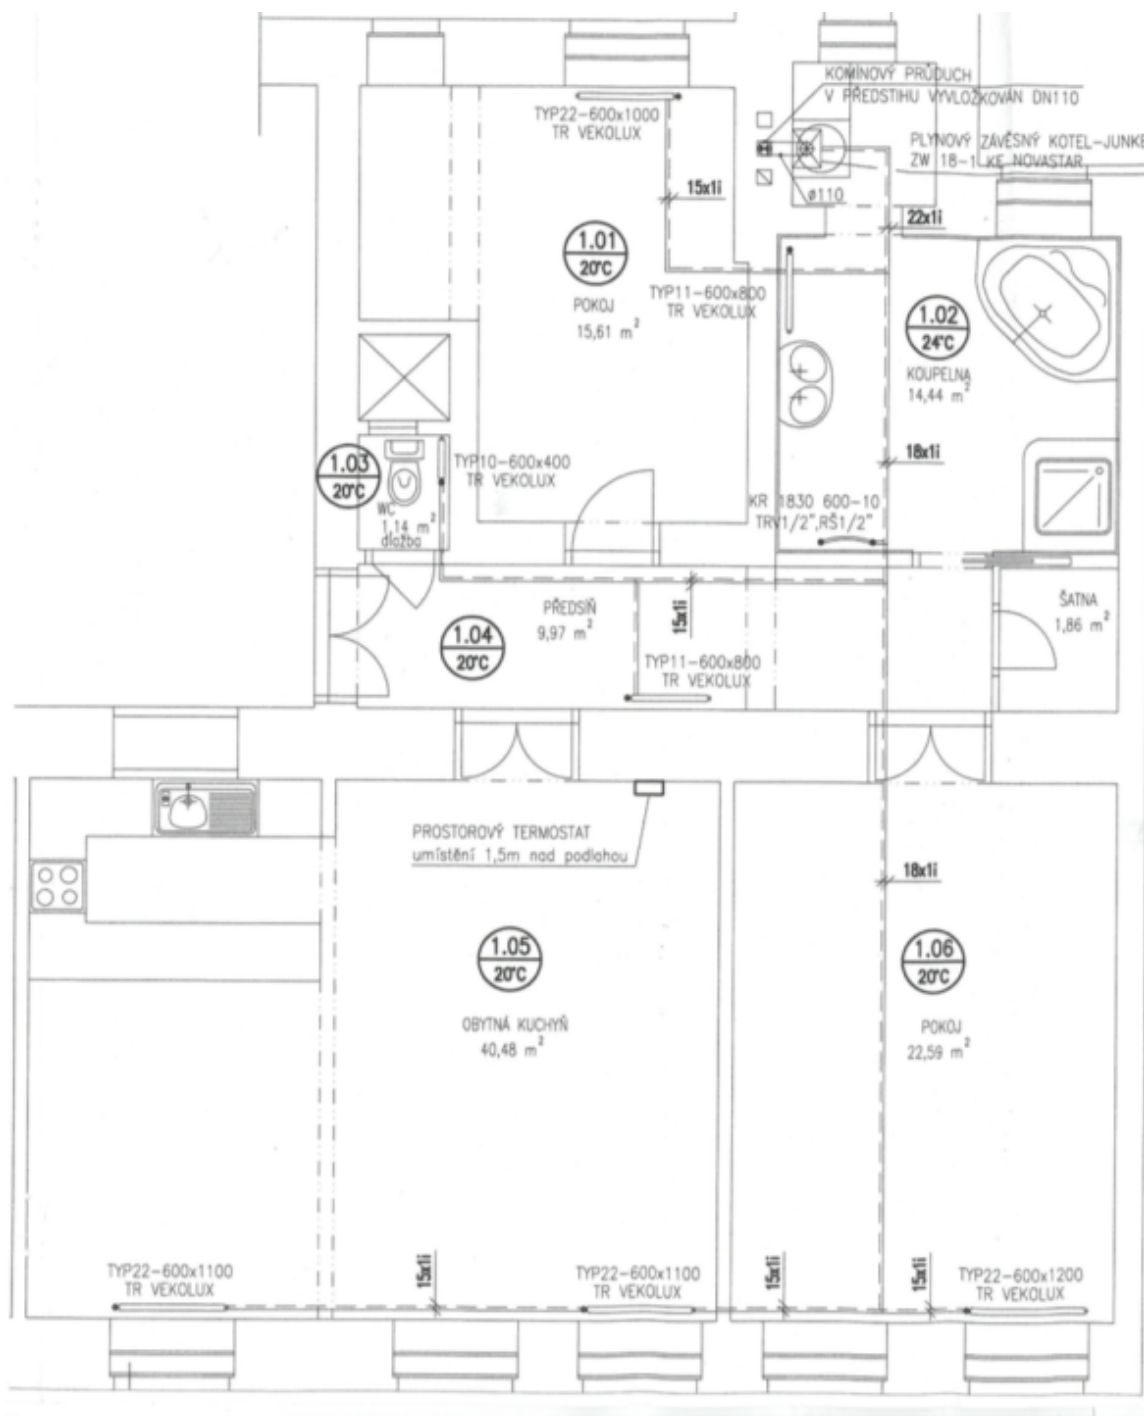 KOMÍNOVÝ PRŮDUCH
V PŘEDSTIHU VYVLOŽKOVÁN DN110
TYP22-600x1000
TR VEKOLUX
PLYNOVÝ ZÁVĚSNÝ KOTEL-JUNKE
ZW 18-1 KE NOVASTAR
15x1i
ø110
22x1i
1.01
20°C
POKOJ
15,61 m²
TYP11-600x800
TR VEKOLUX
1.02
24°C
KOUPELNA
14,44 m²
1.03
20°C
WC
1,14 m²
dlažba
TYP10-600x400
TR VEKOLUX
18x1i
KR 1830 600-10
TRV1/2",RŠ1/2"
PŘEDSÍŇ
9,97 m²
15x1i
ŠATNA
1,86 m²
1.04
20°C
TYP11-600x800
TR VEKOLUX
PROSTOROVÝ TERMOSTAT
umístění 1,5m nad podlahou
18x1i
1.05
20°C
OBYTNÁ KUCHYŇ
40,48 m²
1.06
20°C
POKOJ
22,59 m²
TYP22-600x1100
TR VEKOLUX
15x1i
TYP22-600x1100
TR VEKOLUX
15x1i
15x1i
TYP22-600x1200
TR VEKOLUX